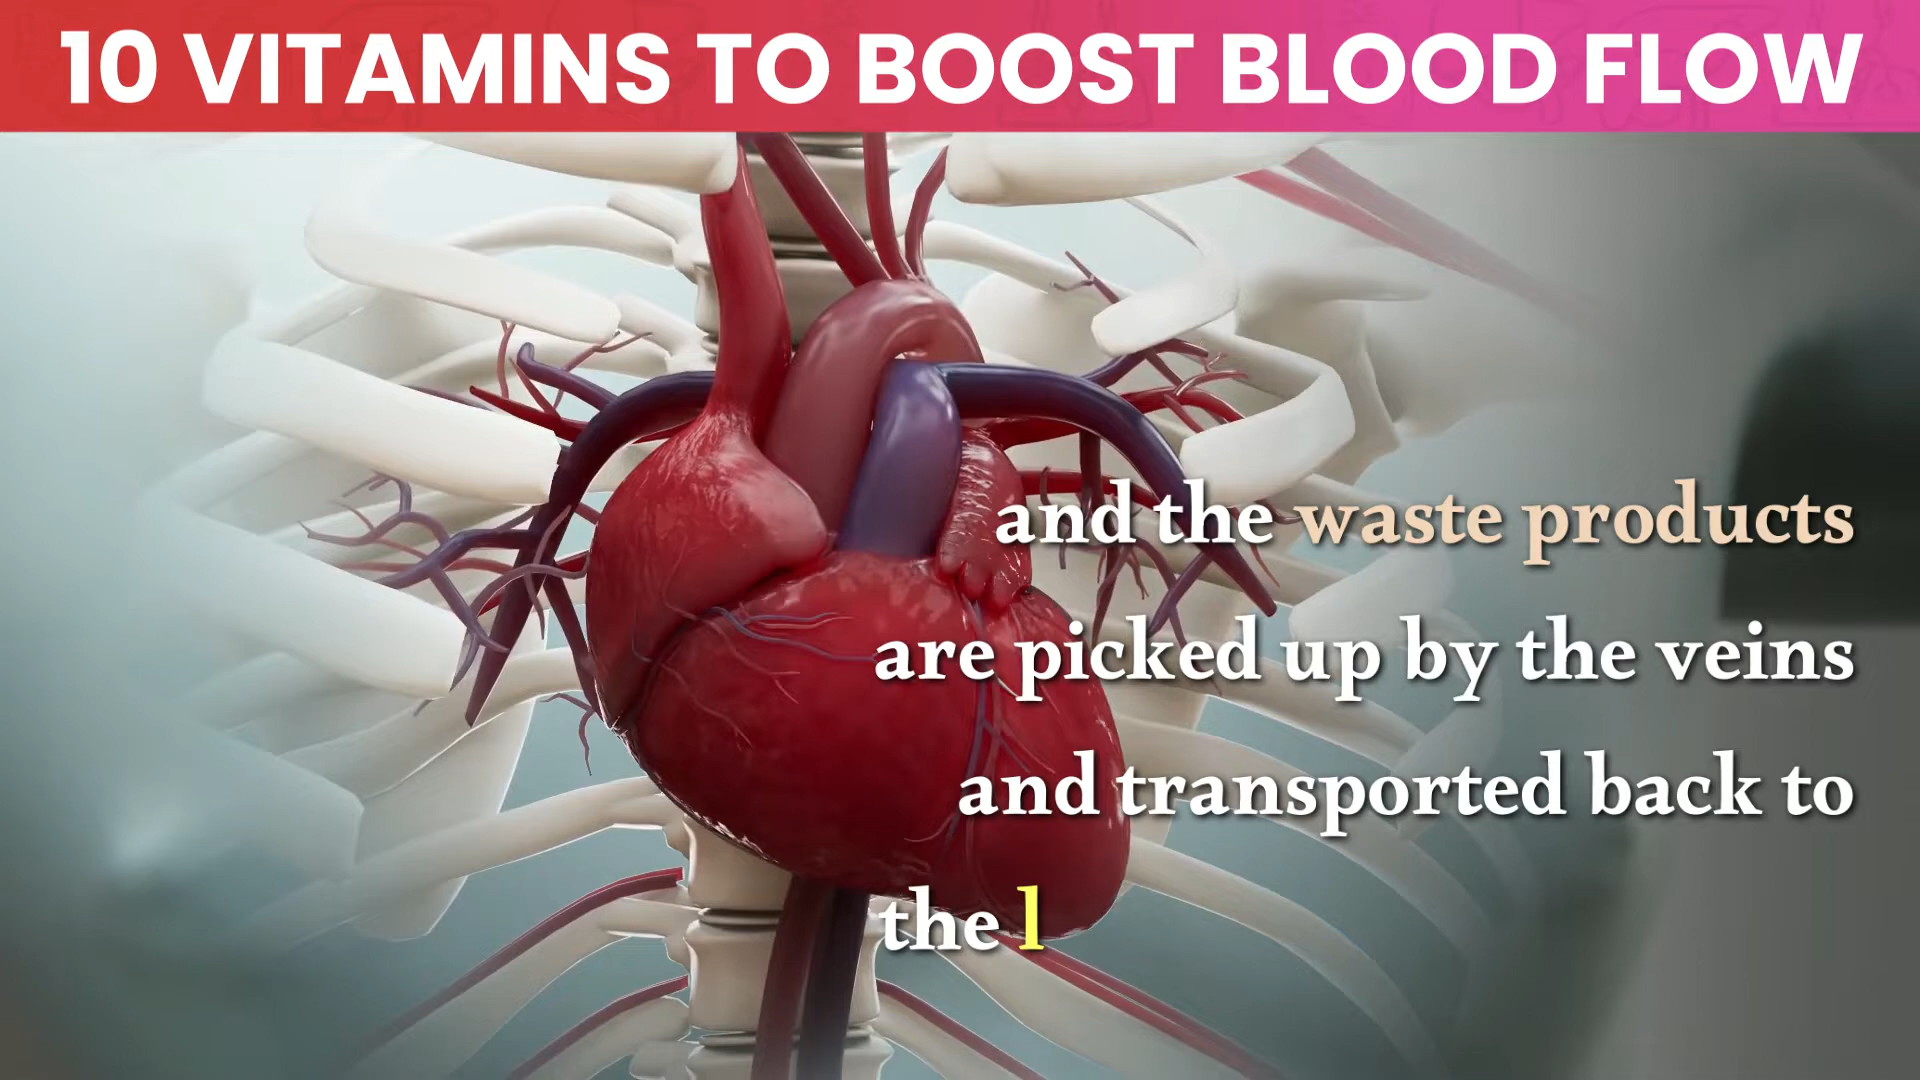 10 VITAMINS TO BOOST BLOOD FLOW
and the waste products
are picked up by the veins
and transported back to
the l